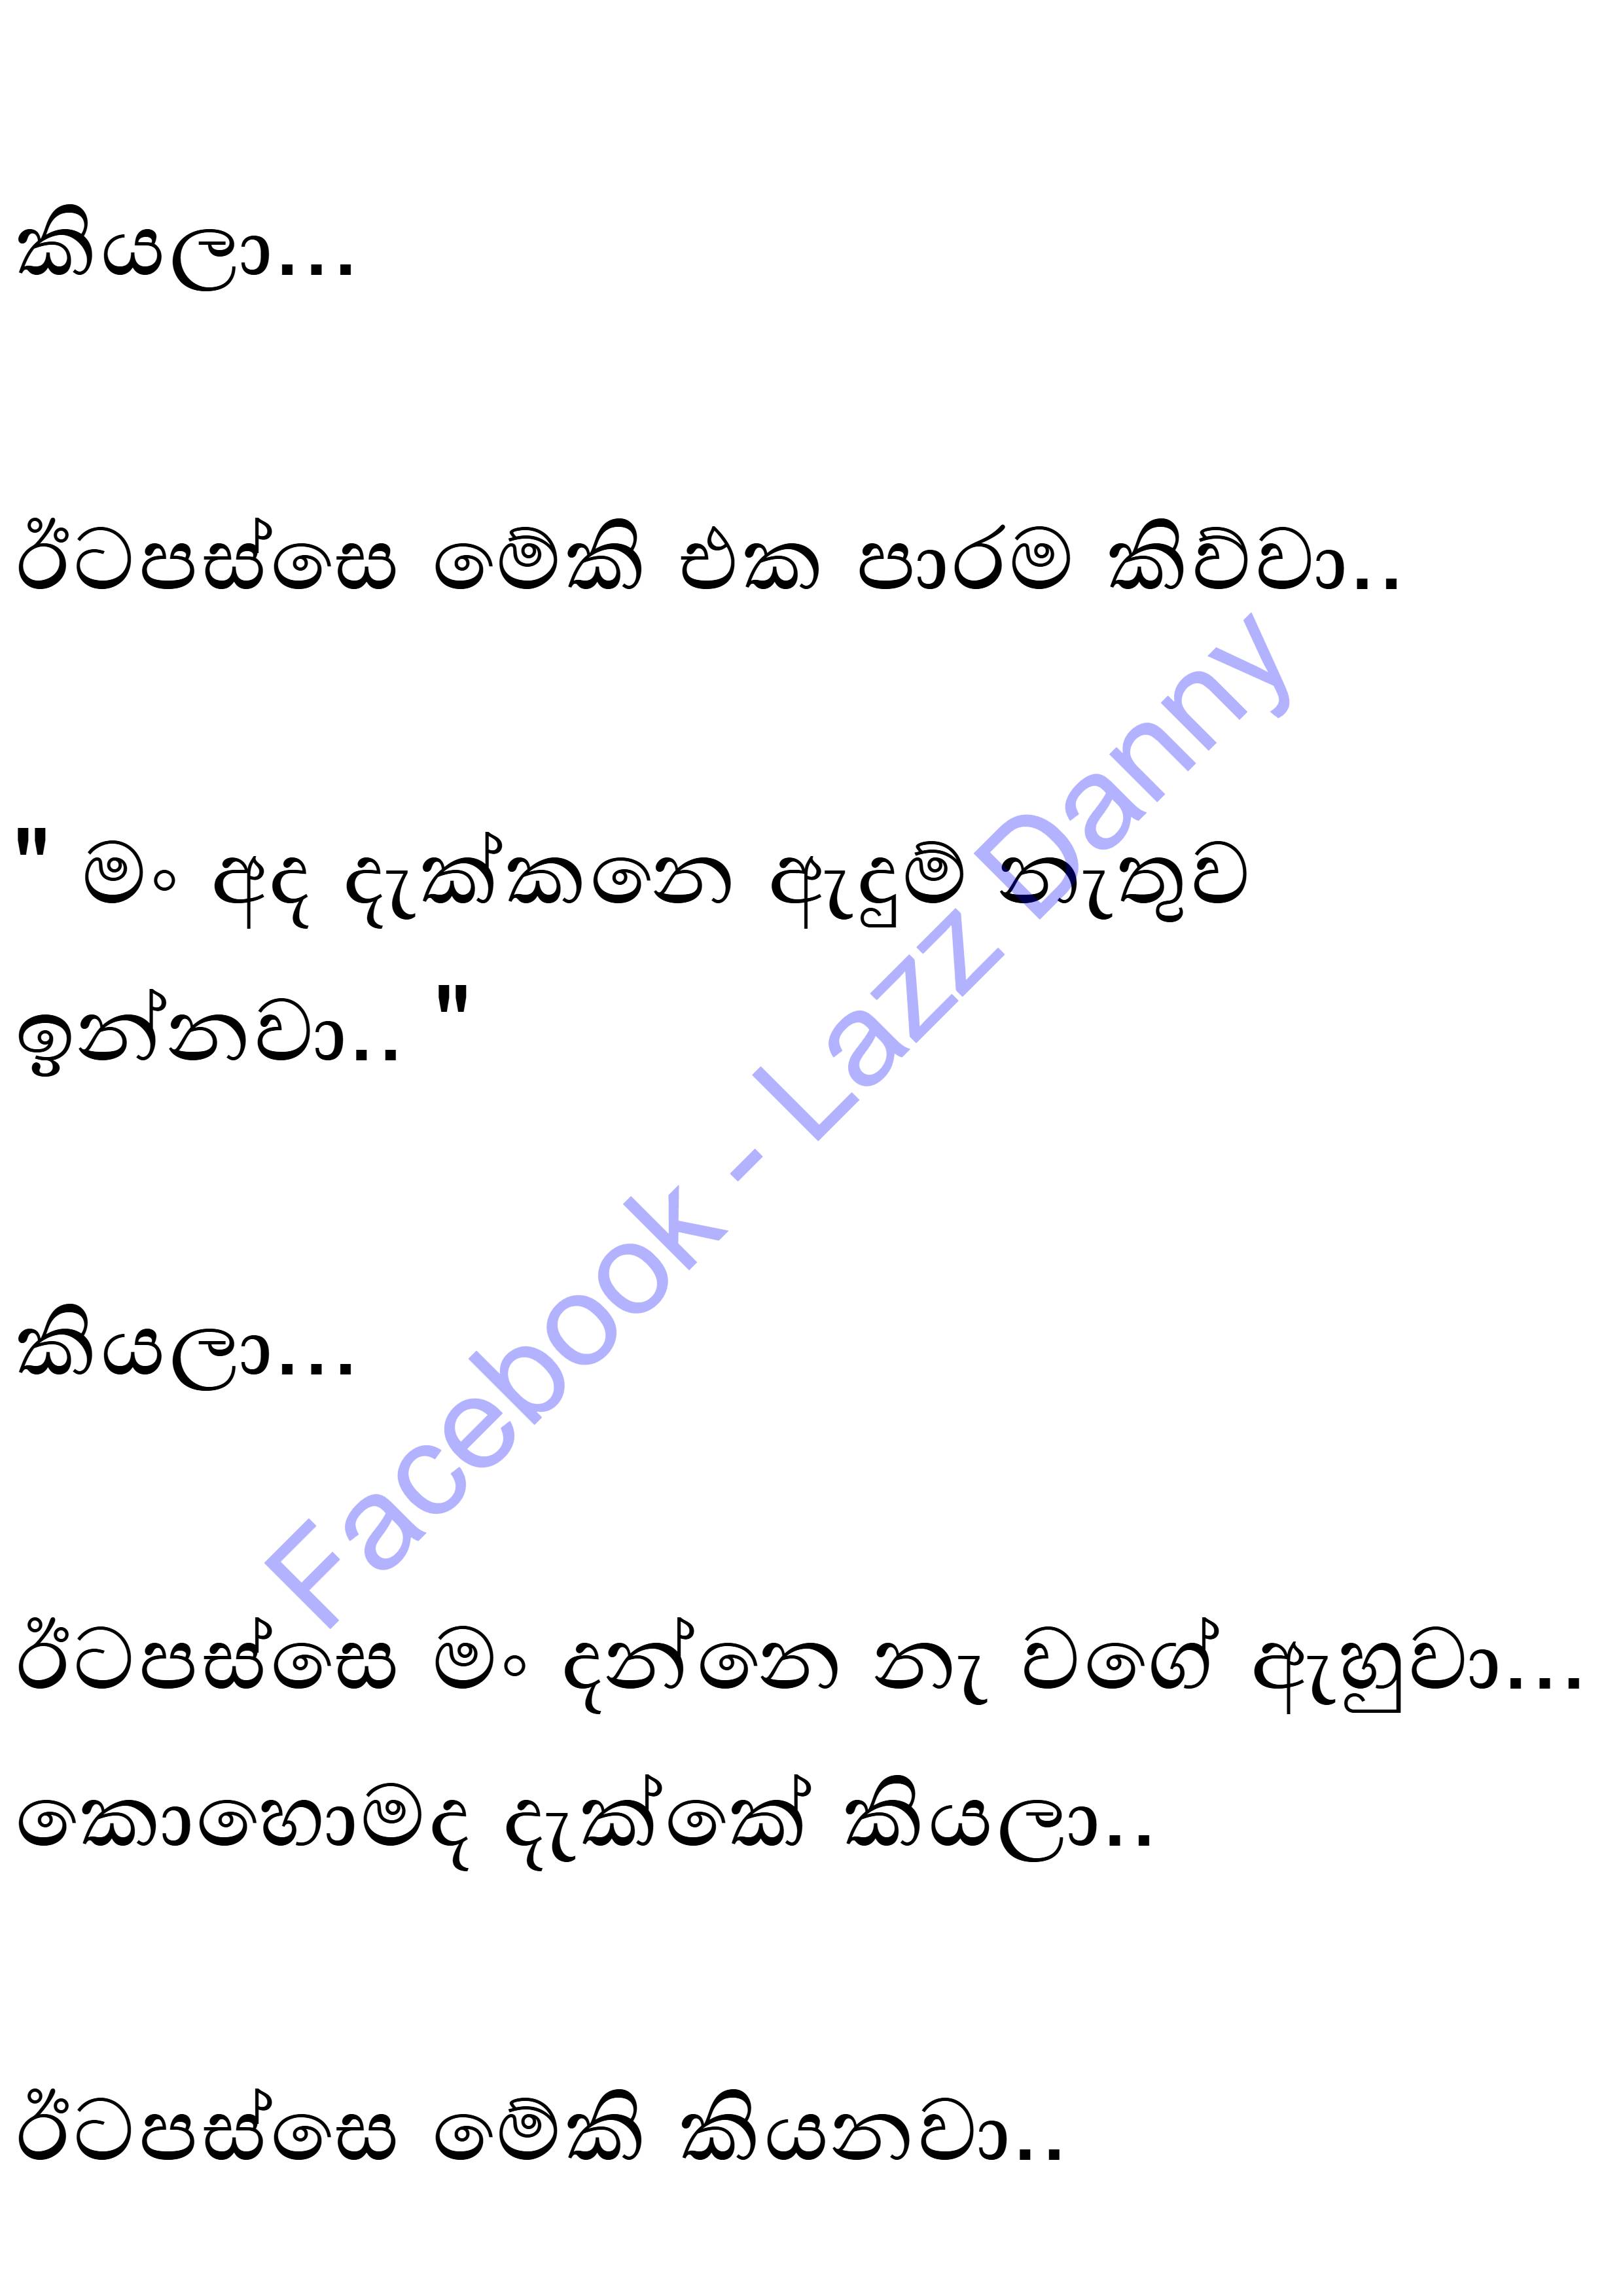 කියලා...
ඊටපස්සෙ මේකි එක පාරම කිව්වා..
" මං අද දැක්කනෙ ඇදුම් නැතුව
ඉන්නවා.. "
කියලා...
ඊටපස්සෙ මං දන්නෙ නැ වගේ ඇහුවා...
කොහොමද දැක්කේ කියලා..
ඊටපස්සෙ මේකි කියනවා..
Facebook - Lazz Danny